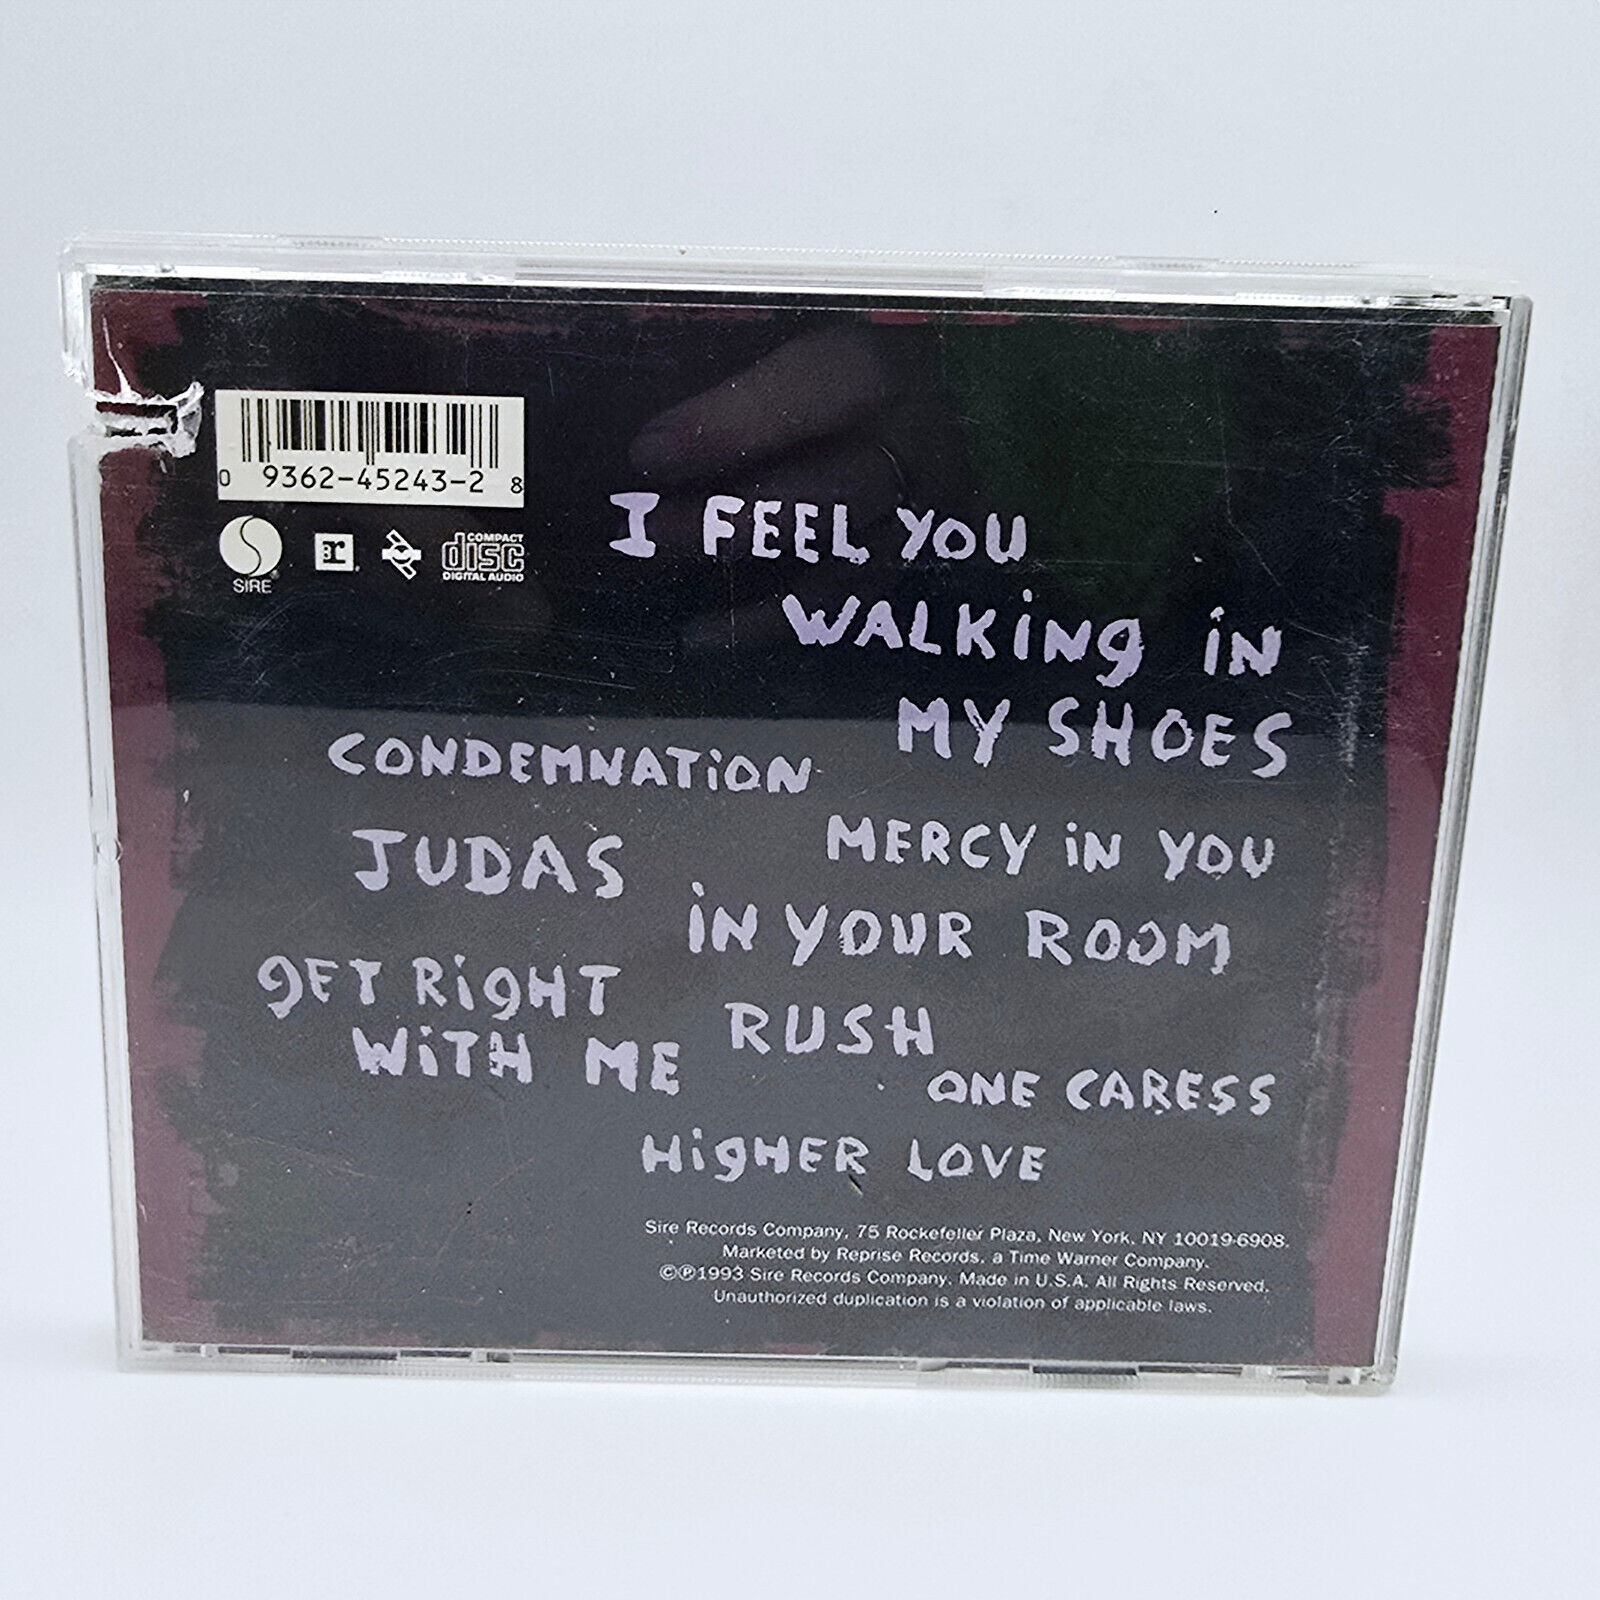 0 9362-45243-2 8
SIRE
COMPACT
disc
DIGITAL AUDIO
I FEEL YOU
WALKiNg iN
MY SHOES
CONDEMNATiON
MERCY iN YOU
JUDAS
iN YOUR ROOM
gET RigHT
WiTH ME
RUSH
ONE CARESS
HigHER LOVE
Sire Records Company, 75 Rockefeller Plaza, New York, NY 10019-6908.
Marketed by Reprise Records, a Time Warner Company.
©℗1993 Sire Records Company. Made in U.S.A. All Rights Reserved.
Unauthorized duplication is a violation of applicable laws.